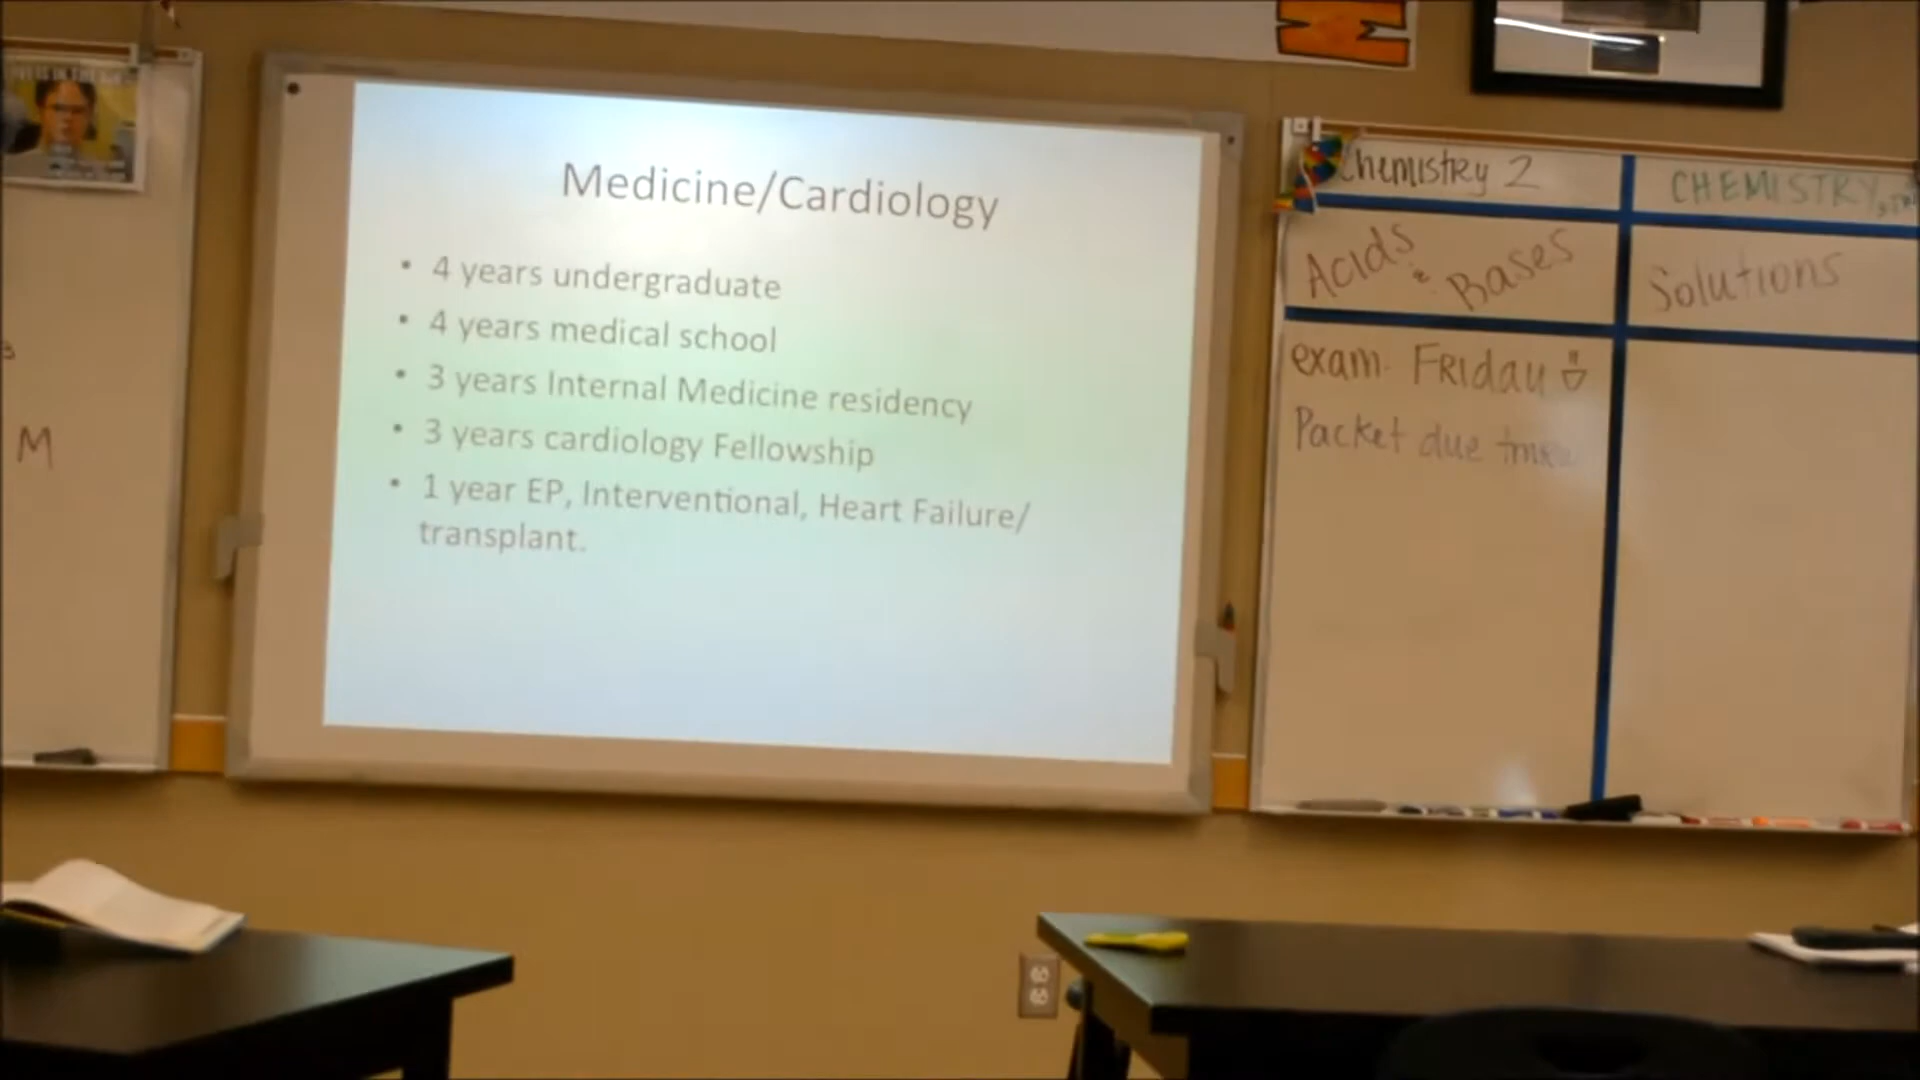 Medicine/Cardiology
• 4 years undergraduate
• 4 years medical school
• 3 years Internal Medicine residency
• 3 years cardiology Fellowship
• 1 year EP, Interventional, Heart Failure/
transplant.
Chemistry 2
Acids & Bases
exam. FRIday
Packet due
CHEMISTRY
Solutions
M